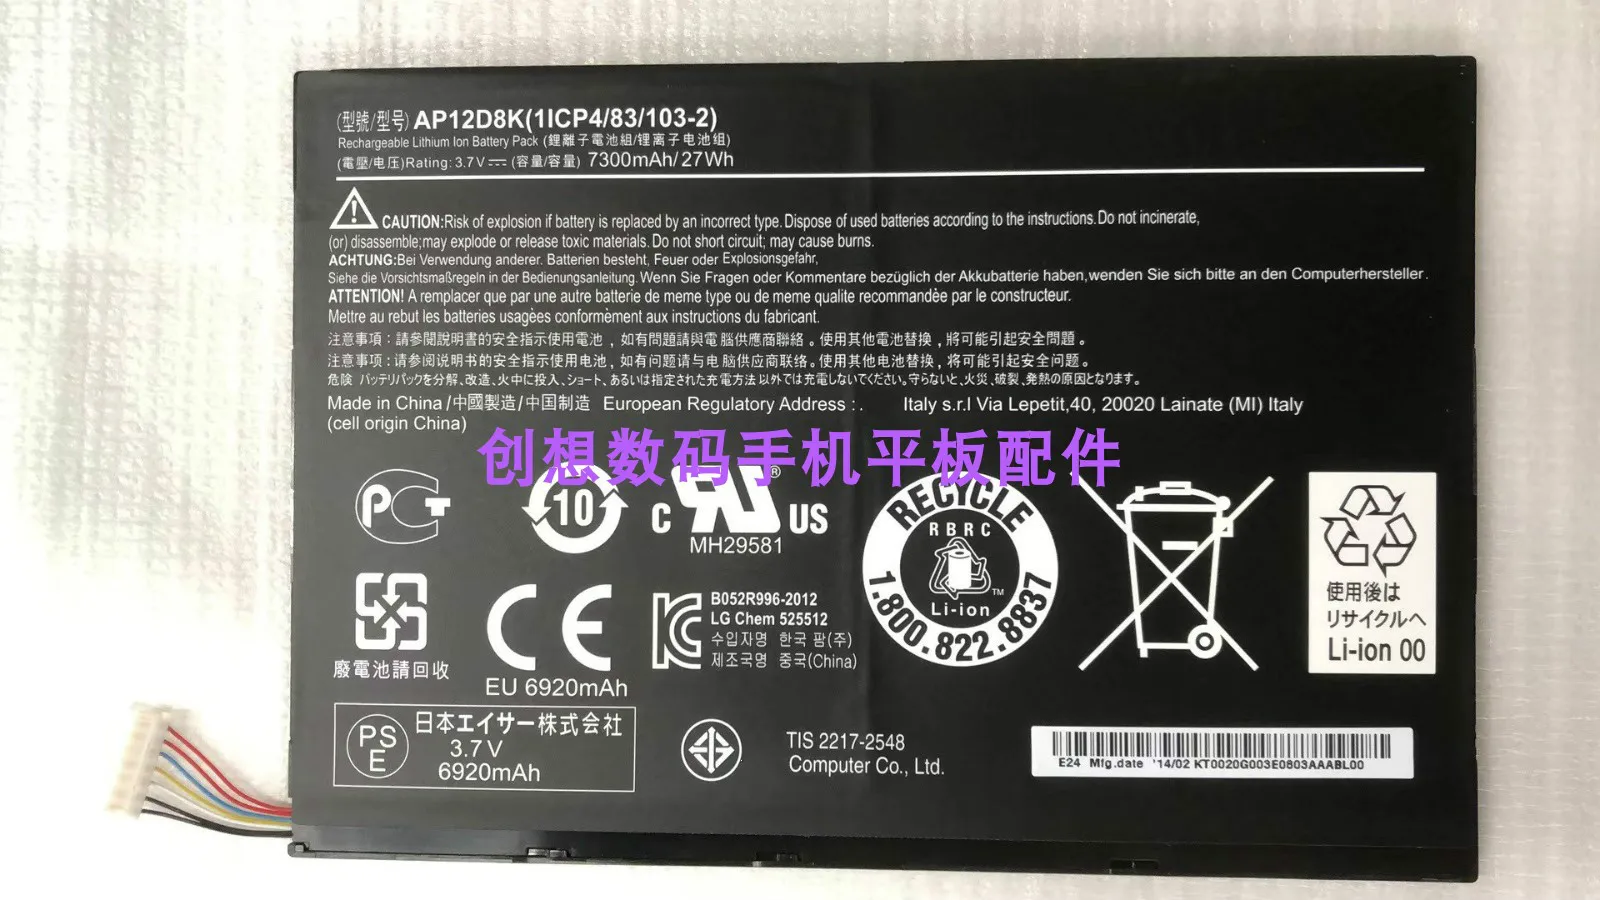 (型號/型号) AP12D8K(1ICP4/83/103-2)
Rechargeable Lithium Ion Battery Pack (鋰離子電池組/锂离子电池组)
(電壓/电压)Rating: 3.7V⎓ (容量/容量) 7300mAh/27Wh
CAUTION:Risk of explosion if battery is replaced by an incorrect type. Dispose of used batteries according to the instructions. Do not incinerate,
(or) disassemble;may explode or release toxic materials. Do not short circuit; may cause burns.
ACHTUNG:Bei Verwendung anderer. Batterien besteht, Feuer oder Explosionsgefahr,
Siehe die Vorsichtsmaßregeln in der Bedienungsanleitung. Wenn Sie Fragen oder Kommentare bezüglich der Akkubatterie haben,wenden Sie sich bitte an den Computerhersteller.
ATTENTION! A remplacer que par une autre batterie de meme type ou de meme qualite recommandèe par le constructeur.
Mettre au rebut les batteries usagèes conformèment aux instructions du fabricant.
注意事項：請參閱說明書的安全指示使用電池，如有問題請與電腦供應商聯絡。使用其他電池替換，將可能引起安全問題。
注意事项：请参阅说明书的安全指示使用电池，如有问题请与电脑供应商联络。使用其他电池替换，将可能引起安全问题。
危険 バッテリパックを分解、改造、火中に投入、ショート、あるいは指定された充電方法以外では充電しないでください。守らないと、火災、破裂、発熱の原因となります。
Made in China /中國製造/中国制造 European Regulatory Address : . Italy s.r.l Via Lepetit,40, 20020 Lainate (MI) Italy
(cell origin China)
创想数码手机平板配件
PCT
10
C UR ® US
MH29581
RECYCLE
RBRC
Li-ion
TM
1.800.822.8837
使用後は
リサイクルへ
Li-ion 00
廢電池請回收
CE
EU 6920mAh
KC
B052R996-2012
LG Chem 525512
수입자명 한국 팜(주)
제조국명 중국(China)
PSE
日本エイサー株式会社
3.7V
6920mAh
TIS 2217-2548
Computer Co., Ltd.
E24 Mfg.date '14/02 KT0020G003E0803AAABL00